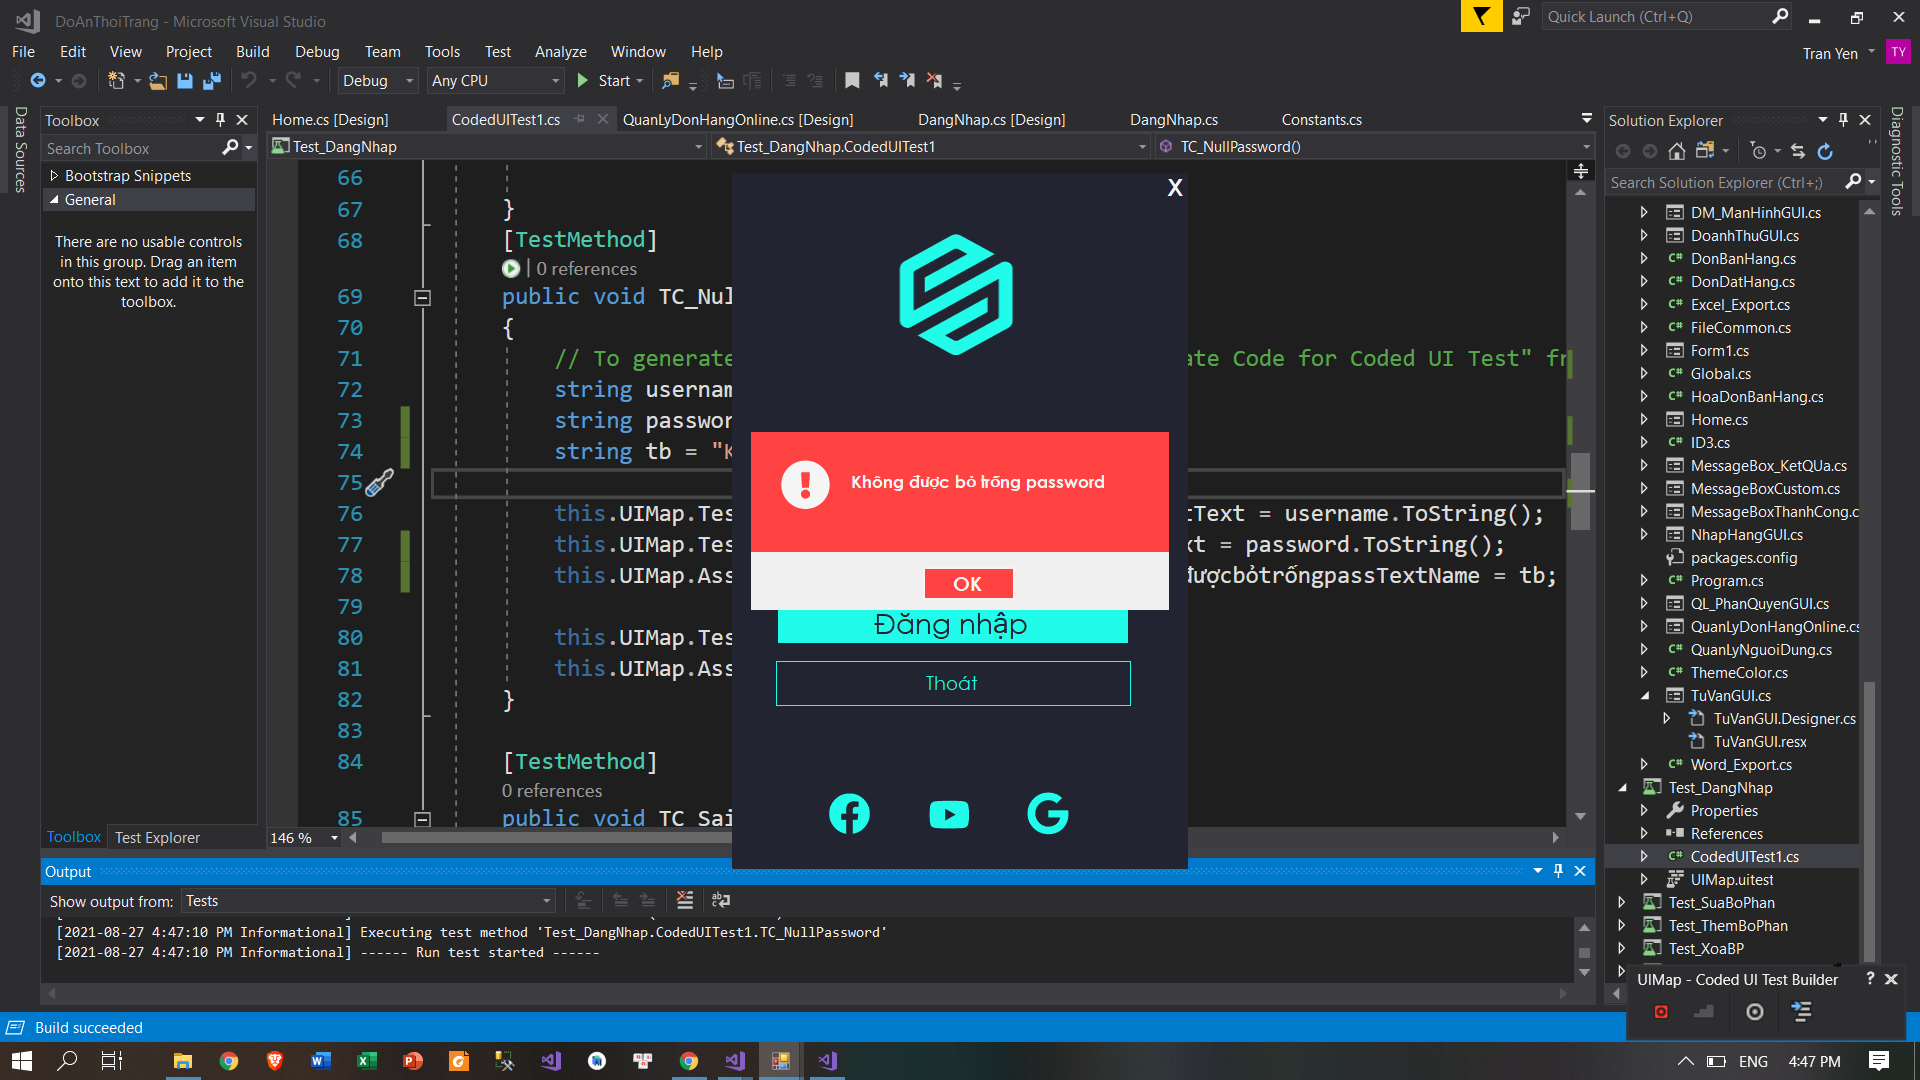 DoAnThoiTrang - Microsoft Visual Studio
Quick Launch (Ctrl+Q)
File Edit View Project Build Debug Team Tools Test Analyze Window Help
Tran Yen TY
Debug Any CPU Start
Data Sources
Toolbox
Search Toolbox
Bootstrap Snippets
General
There are no usable controls
in this group. Drag an item
onto this text to add it to the
toolbox.
Toolbox Test Explorer
Home.cs [Design] CodedUITest1.cs QuanLyDonHangOnline.cs [Design] DangNhap.cs [Design] DangNhap.cs Constants.cs
Test_DangNhap Test_DangNhap.CodedUITest1 TC_NullPassword()
66
67 }
68 [TestMethod]
| 0 references
69 public void TC_Nul
70 {
71 // To generate ate Code for Coded UI Test" fr
72 string usernam
73 string passwor
74 string tb = "K
75
76 this.UIMap.Tes tText = username.ToString();
77 this.UIMap.Tes xt = password.ToString();
78 this.UIMap.Ass đượcbỏtrốngpassTextName = tb;
79
80 this.UIMap.Tes
81 this.UIMap.Ass
82 }
83
84 [TestMethod]
0 references
85 public void TC_Sai
146 %
X
Không được bỏ trống password
OK
Đăng nhập
Thoát
Output
Show output from: Tests
[2021-08-27 4:47:10 PM Informational] Executing test method 'Test_DangNhap.CodedUITest1.TC_NullPassword'
[2021-08-27 4:47:10 PM Informational] ------ Run test started ------
Build succeeded
Solution Explorer
Search Solution Explorer (Ctrl+;)
DM_ManHinhGUI.cs
DoanhThuGUI.cs
DonBanHang.cs
DonDatHang.cs
Excel_Export.cs
FileCommon.cs
Form1.cs
Global.cs
HoaDonBanHang.cs
Home.cs
ID3.cs
MessageBox_KetQUa.cs
MessageBoxCustom.cs
MessageBoxThanhCong.c
NhapHangGUI.cs
packages.config
Program.cs
QL_PhanQuyenGUI.cs
QuanLyDonHangOnline.cs
QuanLyNguoiDung.cs
ThemeColor.cs
TuVanGUI.cs
TuVanGUI.Designer.cs
TuVanGUI.resx
Word_Export.cs
Test_DangNhap
Properties
References
CodedUITest1.cs
UIMap.uitest
Test_SuaBoPhan
Test_ThemBoPhan
Test_XoaBP
Diagnostic Tools
UIMap - Coded UI Test Builder
ENG 4:47 PM